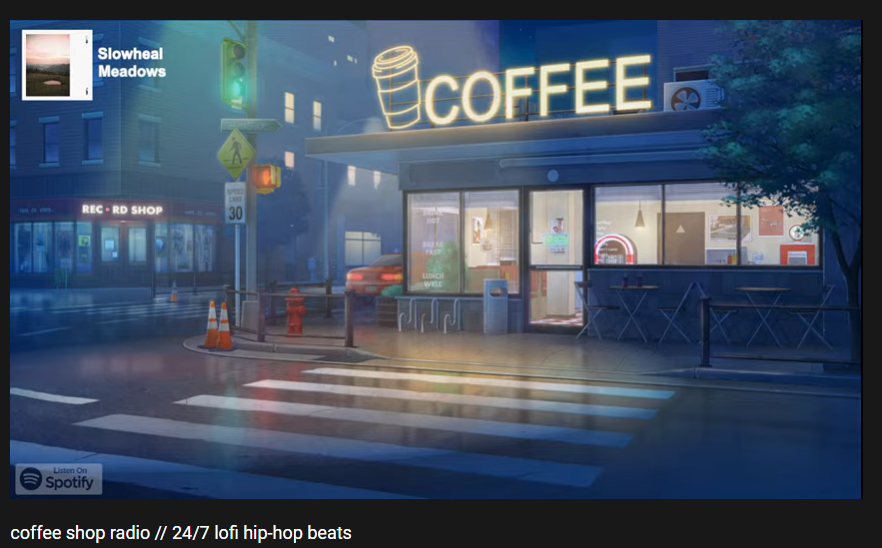 Slowheal
Meadows
COFFEE
SPEED
LIMIT
30
REC RD SHOP
LUNCH
Listen On
Spotify
coffee shop radio // 24/7 lofi hip-hop beats